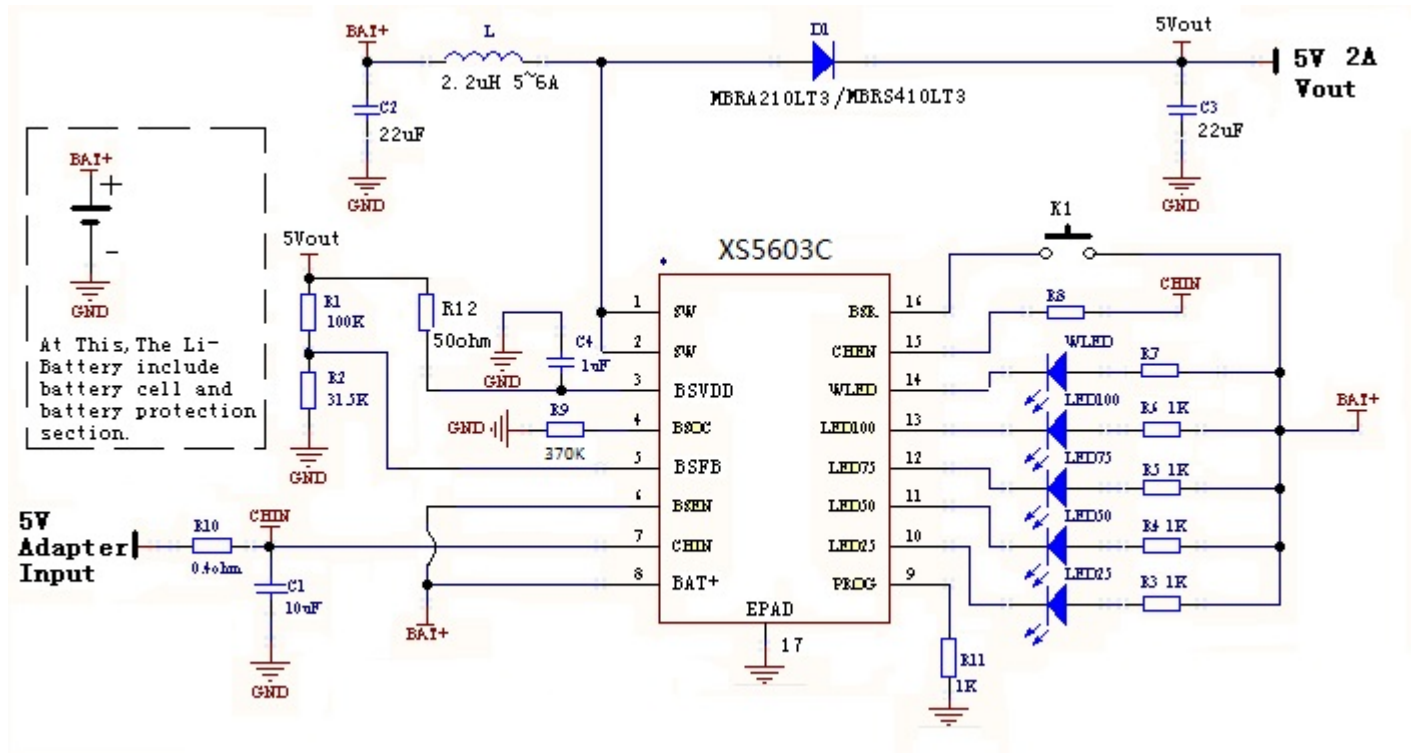 BAT+
L
2.2uH 5~6A
D1
MBRA210LT3/MBRS410LT3
5Vout
5V 2A
Vout
C2
22uF
GND
C3
22uF
GND
BAT+
+
-
GND
At This, The Li-
Battery include
battery cell and
battery protection
section.
5Vout
R1
100K
R2
31.5K
GND
R12
50ohm
GND
C4
1uF
GND
R9
370K
XS5603C
K1
CHIN
R8
1
SW
2
SW
3
BSVDD
4
BSOC
5
BSFB
6
BSEN
7
CHIN
8
BAT+
BSR
16
CHEN
15
WLED
14
LED100
13
LED75
12
LED50
11
LED25
10
PROG
9
EPAD
17
WLED
R7
LED100
R6 1K
LED75
R5 1K
LED50
R4 1K
LED25
R3 1K
BAT+
R11
1K
5V
Adapter
Input
R10
0.4ohm
CHIN
C1
10uF
GND
BAT+